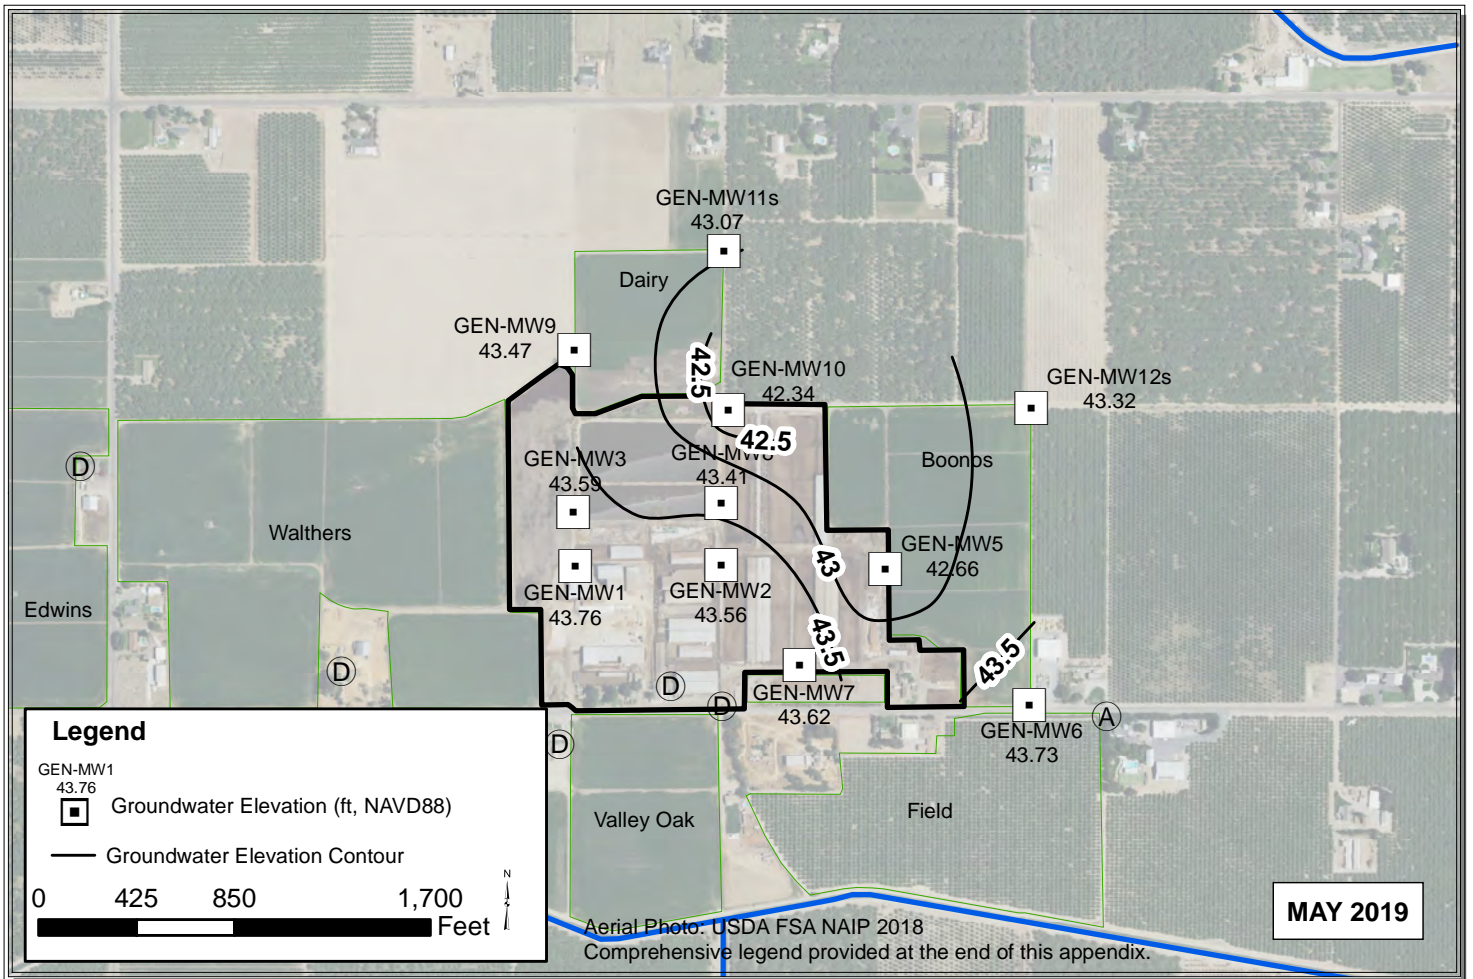 GEN-MW11s
43.07
Dairy
GEN-MW9
43.47
42.5
GEN-MW10
42.34
GEN-MW12s
43.32
42.5
D
GEN-MW3
43.59
43.41
Boonos
Walthers
43
GEN-MW5
42.66
GEN-MW1
43.76
GEN-MW2
43.56
Edwins
43.5
43.5
D
D
D
GEN-MW7
43.62
GEN-MW6
43.73
A
D
Valley Oak
Field
Legend
GEN-MW1
43.76
Groundwater Elevation (ft, NAVD88)
Groundwater Elevation Contour
0 425 850 1,700
Feet
N
MAY 2019
Aerial Photo: USDA FSA NAIP 2018
Comprehensive legend provided at the end of this appendix.